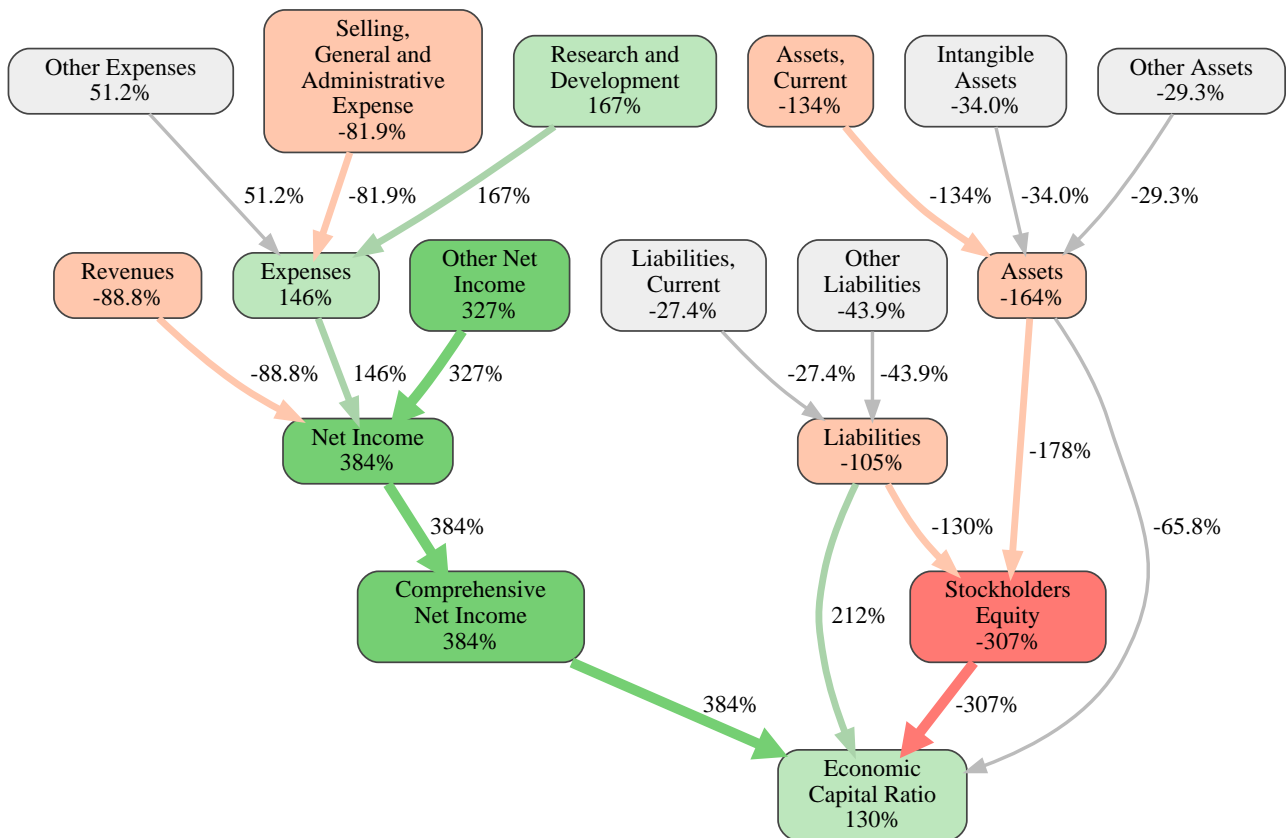 Other Expenses
51.2%
Selling,
General and
Administrative
Expense
-81.9%
Research and
Development
167%
Assets,
Current
-134%
Intangible
Assets
-34.0%
Other Assets
-29.3%
51.2%
-81.9%
167%
-134%
-34.0%
-29.3%
Revenues
-88.8%
Expenses
146%
Other Net
Income
327%
Liabilities,
Current
-27.4%
Other
Liabilities
-43.9%
Assets
-164%
-88.8%
146%
327%
-27.4%
-43.9%
Net Income
384%
Liabilities
-105%
-178%
384%
-130%
-65.8%
Comprehensive
Net Income
384%
212%
Stockholders
Equity
-307%
384%
-307%
Economic
Capital Ratio
130%